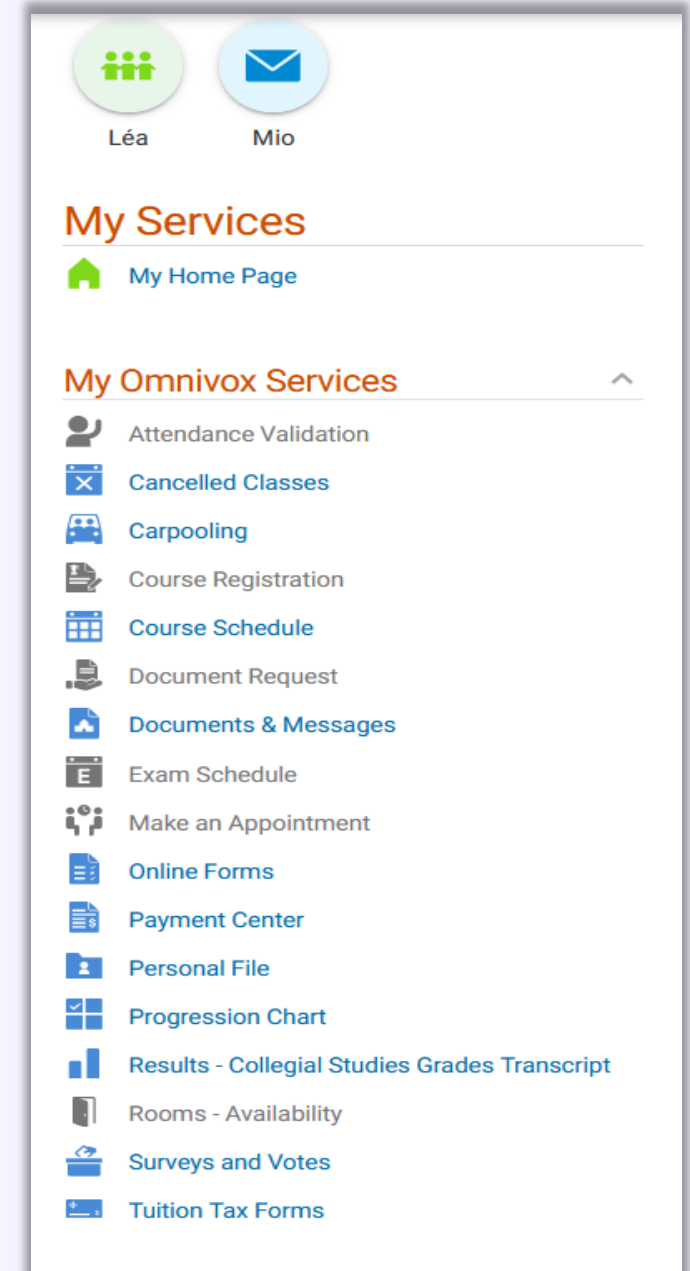 Léa Mio
My Services
My Home Page
My Omnivox Services
Attendance Validation
Cancelled Classes
Carpooling
Course Registration
Course Schedule
Document Request
Documents & Messages
E Exam Schedule
Make an Appointment
Online Forms
Payment Center
Personal File
Progression Chart
Results - Collegial Studies Grades Transcript
Rooms - Availability
Surveys and Votes
Tuition Tax Forms